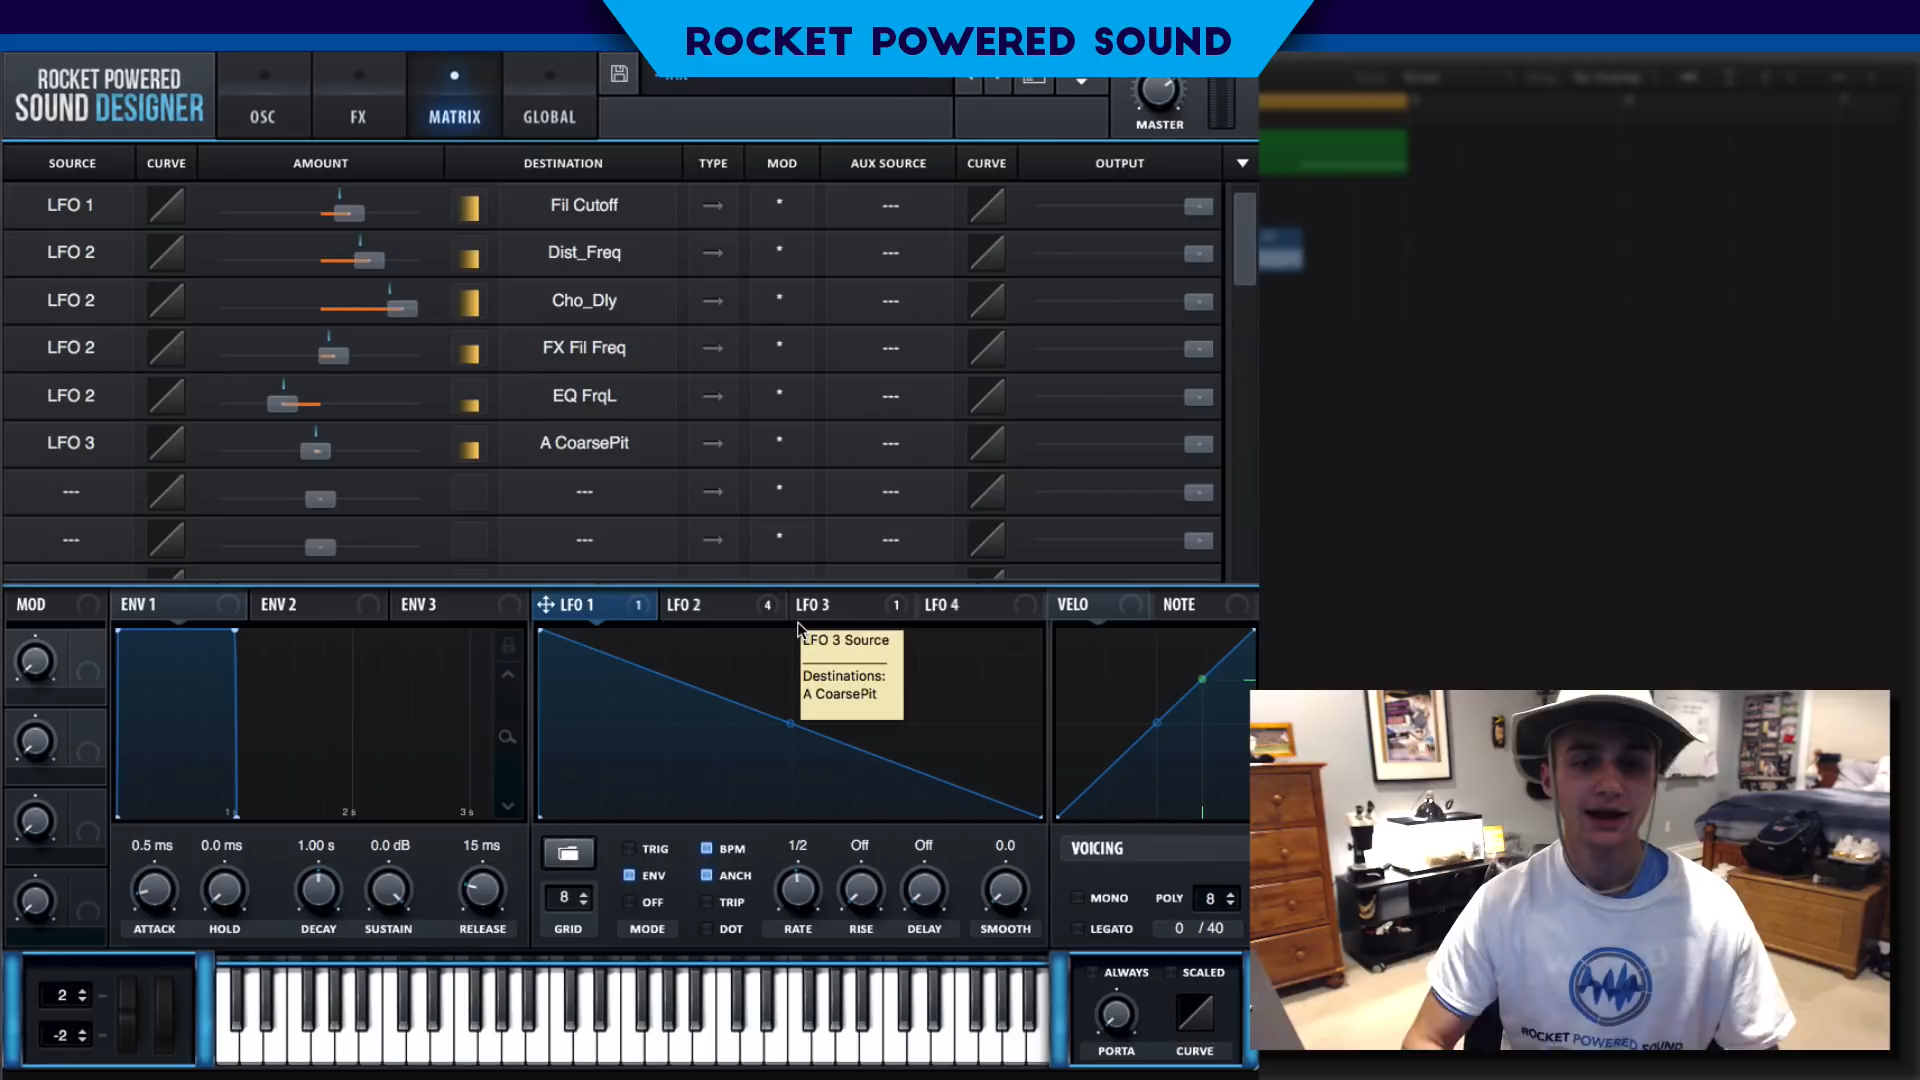 ROCKET POWERED SOUND
ROCKET POWERED
SOUND DESIGNER
OSC
FX
MATRIX
GLOBAL
MASTER
SOURCE CURVE AMOUNT DESTINATION TYPE MOD AUX SOURCE CURVE OUTPUT
LFO 1 Fil Cutoff * ---
LFO 2 Dist_Freq * ---
LFO 2 Cho_Dly * ---
LFO 2 FX Fil Freq * ---
LFO 2 EQ FrqL * ---
LFO 3 A CoarsePit * ---
--- --- * ---
--- --- * ---
MOD ENV 1 ENV 2 ENV 3 LFO 1 1 LFO 2 4 LFO 3 1 LFO 4 VELO NOTE
LFO 3 Source
Destinations:
A CoarsePit
1 2 s 3 s
0.5 ms 0.0 ms 1.00 s 0.0 dB 15 ms
ATTACK HOLD DECAY SUSTAIN RELEASE
TRIG BPM
ENV ANCH
OFF TRIP
8
GRID MODE DOT
1/2 Off Off 0.0
RATE RISE DELAY SMOOTH
VOICING
MONO POLY 8
LEGATO 0 / 40
2
-2
ALWAYS SCALED
PORTA CURVE
ROCKET POWERED SOUND